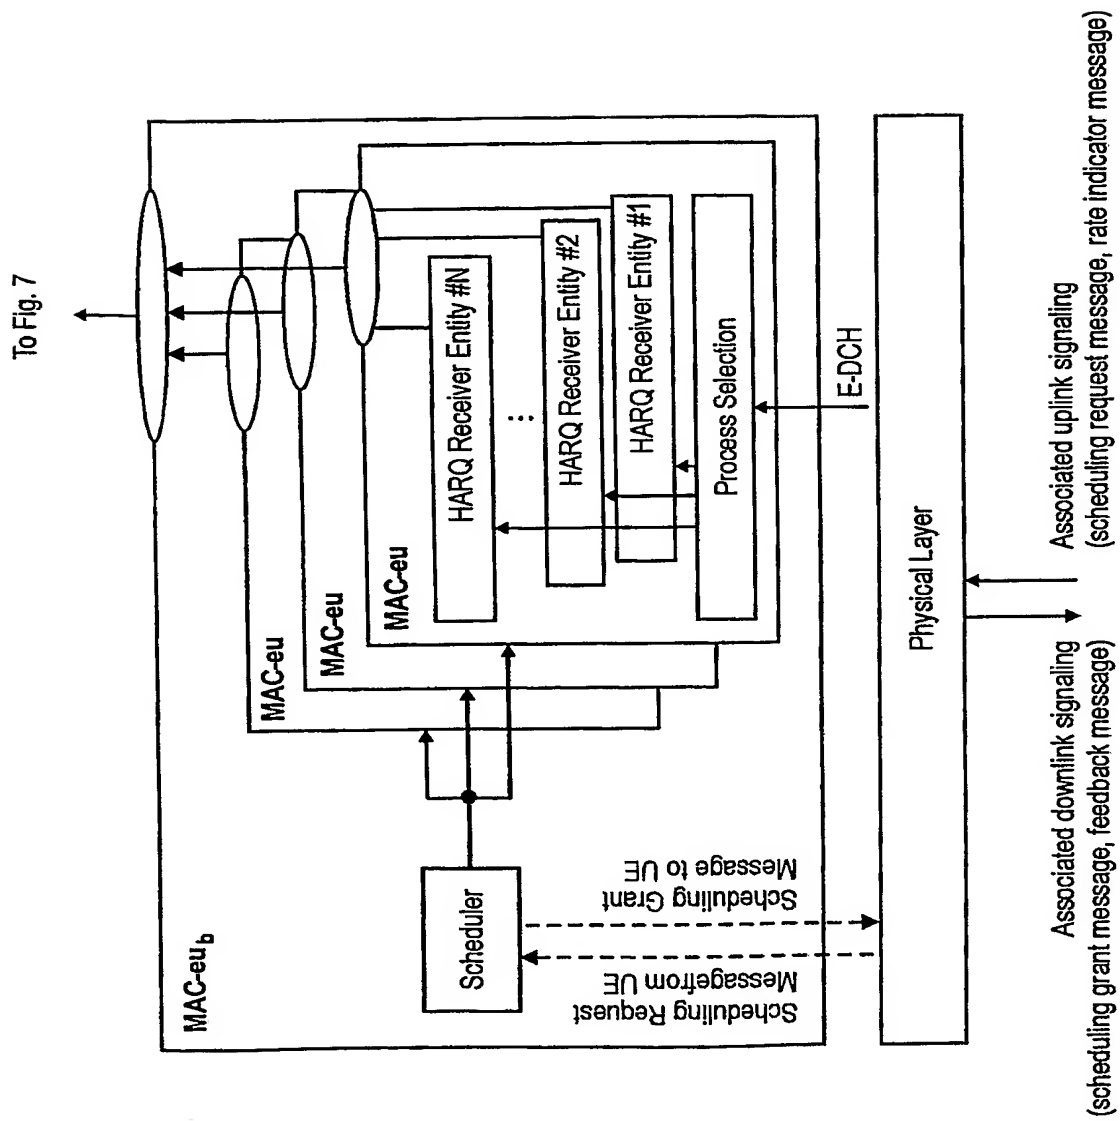 To Fig. 7
MAC-eu_b
MAC-eu
MAC-eu
MAC-eu
HARQ Receiver Entity #N
...
HARQ Receiver Entity #2
HARQ Receiver Entity #1
Process Selection
Scheduler
Scheduling Request
Messagefrom UE
Scheduling Grant
Message to UE
E-DCH
Physical Layer
Associated downlink signaling
(scheduling grant message, feedback message)
Associated uplink signaling
(scheduling request message, rate indicator message)